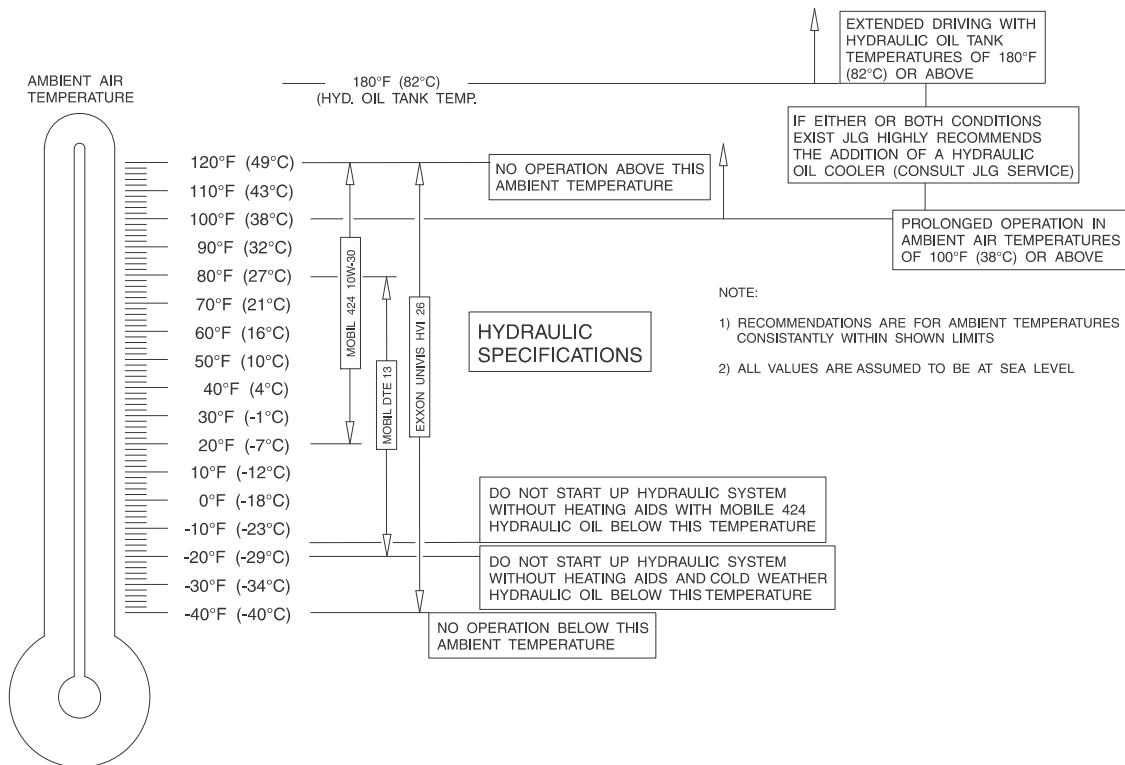 EXTENDED DRIVING WITH
HYDRAULIC OIL TANK
TEMPERATURES OF 180°F
(82°C) OR ABOVE
AMBIENT AIR
TEMPERATURE
180°F (82°C)
(HYD. OIL TANK TEMP.
IF EITHER OR BOTH CONDITIONS
EXIST JLG HIGHLY RECOMMENDS
THE ADDITION OF A HYDRAULIC
OIL COOLER (CONSULT JLG SERVICE)
120°F (49°C)
110°F (43°C)
100°F (38°C)
90°F (32°C)
80°F (27°C)
70°F (21°C)
60°F (16°C)
50°F (10°C)
40°F (4°C)
30°F (-1°C)
20°F (-7°C)
10°F (-12°C)
0°F (-18°C)
-10°F (-23°C)
-20°F (-29°C)
-30°F (-34°C)
-40°F (-40°C)
MOBIL 424 10W-30
MOBIL DTE 13
EXXON UNIVIS HVI 26
NO OPERATION ABOVE THIS
AMBIENT TEMPERATURE
PROLONGED OPERATION IN
AMBIENT AIR TEMPERATURES
OF 100°F (38°C) OR ABOVE
HYDRAULIC
SPECIFICATIONS
NOTE:
1) RECOMMENDATIONS ARE FOR AMBIENT TEMPERATURES
CONSISTANTLY WITHIN SHOWN LIMITS
2) ALL VALUES ARE ASSUMED TO BE AT SEA LEVEL
DO NOT START UP HYDRAULIC SYSTEM
WITHOUT HEATING AIDS WITH MOBILE 424
HYDRAULIC OIL BELOW THIS TEMPERATURE
DO NOT START UP HYDRAULIC SYSTEM
WITHOUT HEATING AIDS AND COLD WEATHER
HYDRAULIC OIL BELOW THIS TEMPERATURE
NO OPERATION BELOW THIS
AMBIENT TEMPERATURE